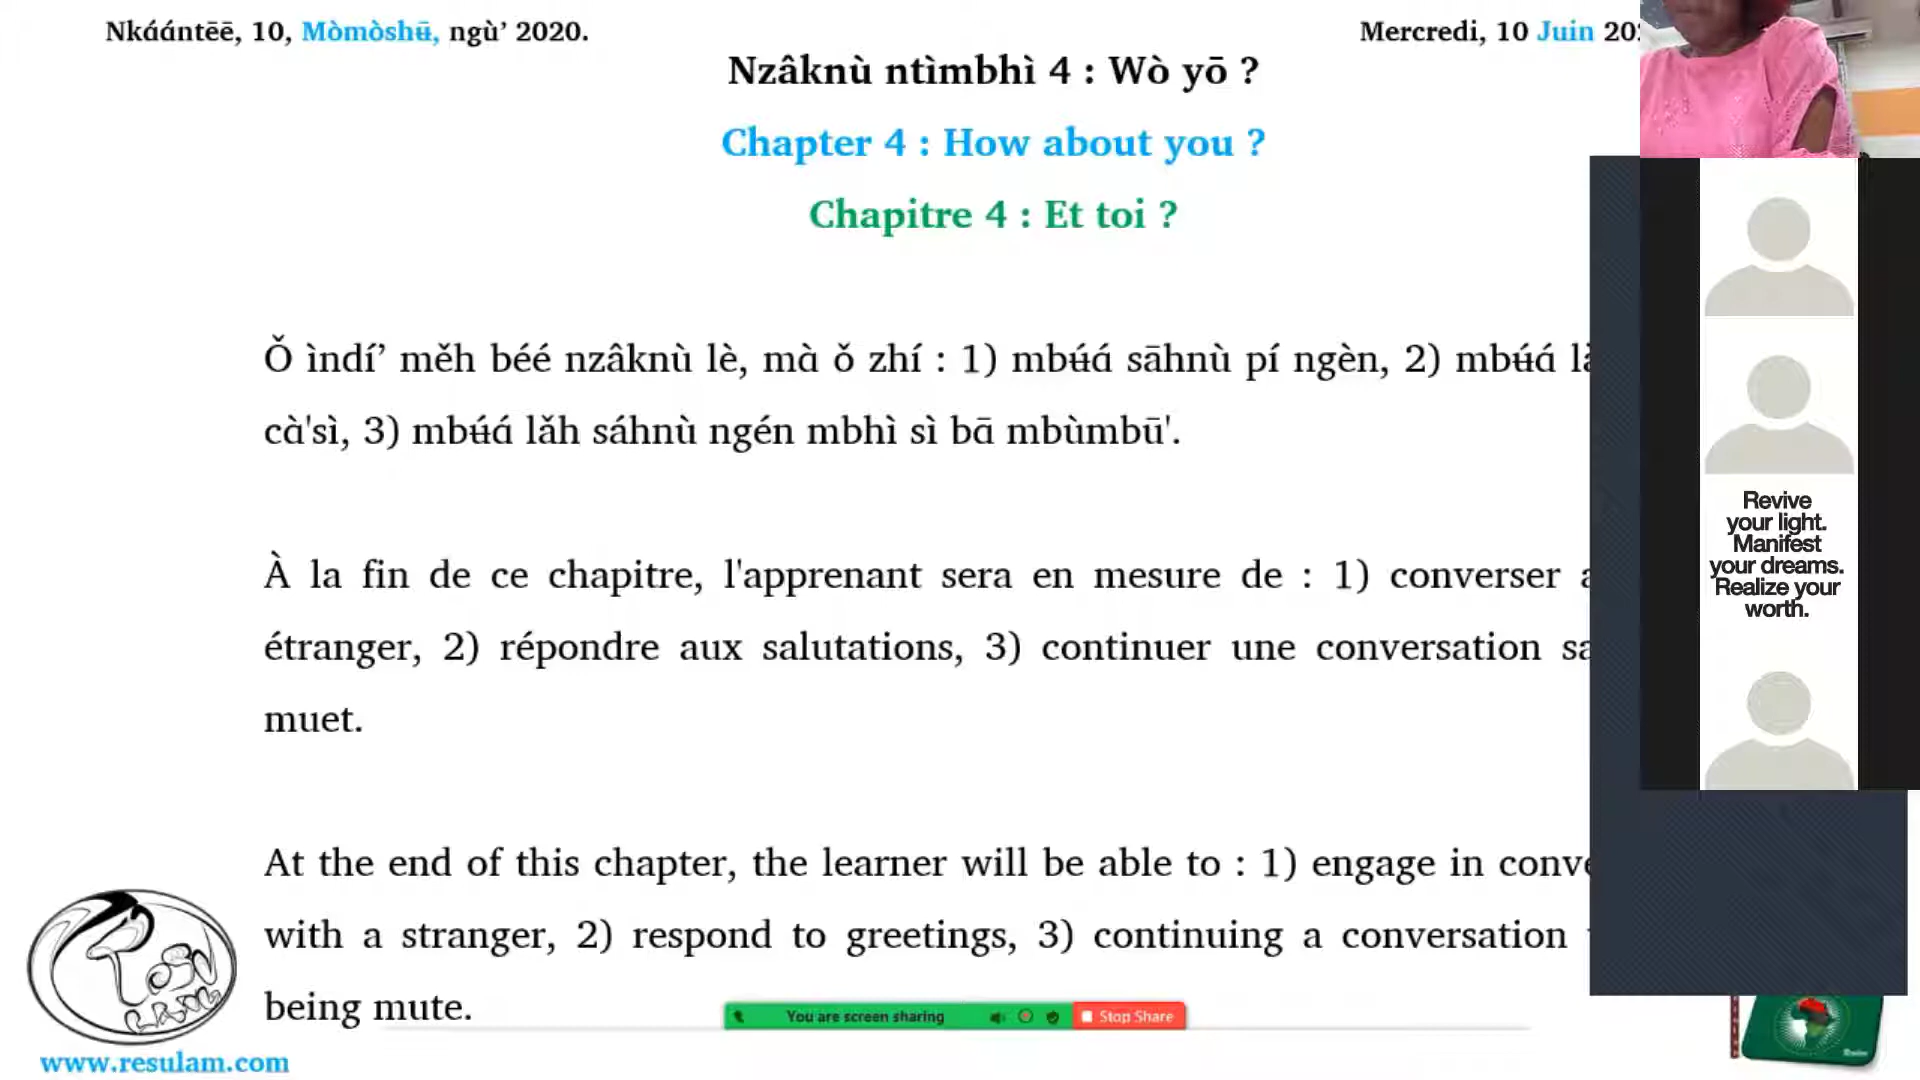 Nkáántēē, 10, Mòmòshʉ̄, ngù’ 2020.
Mercredi, 10 Juin
Nzâknù ntìmbhì 4 : Wò yō ?
Chapter 4 : How about you ?
Chapitre 4 : Et toi ?
Ǒ ìndí’ měh béé nzâknù lè, mà ǒ zhí : 1) mbʉ́á sāhnù pí ngèn, 2) mbʉ́á
cà'sì, 3) mbʉ́á lǎh sáhnù ngén mbhì sì bā mbùmbū'.
À la fin de ce chapitre, l'apprenant sera en mesure de : 1) converser
étranger, 2) répondre aux salutations, 3) continuer une conversation
muet.
At the end of this chapter, the learner will be able to : 1) engage in
with a stranger, 2) respond to greetings, 3) continuing a conversation
being mute.
Revive
your light.
Manifest
your dreams.
Realize your
worth.
You are screen sharing
Stop Share
www.resulam.com